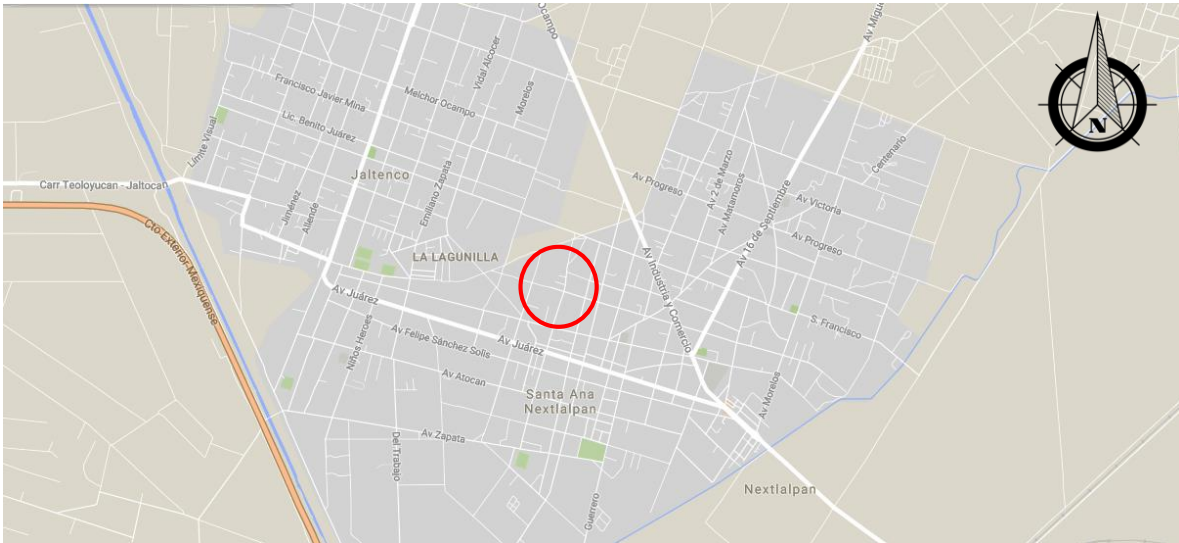 Ocampo
Av Migue
Vidal Alcocer
Francisco Javier Mina
Melchor Ocampo
Morelos
Lic. Benito Juárez
Límite Visual
N
Centenario
Jaltenco
Av Progreso
Av 2 de Marzo
Carr Teoloyucan - Jaltocan
Emiliano Zapata
Av Matamoros
Av Victoria
Jiménez
Allende
Av 16 de Septiembre
Cto Exterior Mexiquense
Av Progreso
LA LAGUNILLA
Av Industria y Comercio
Av Juárez
S. Francisco
Av Felipe Sánchez Solis
Av Juárez
Niños Heroes
Av Atocan
Santa Ana
Nextlalpan
Av Morelos
Av Zapata
Del Trabajo
Nextlalpan
Guerrero